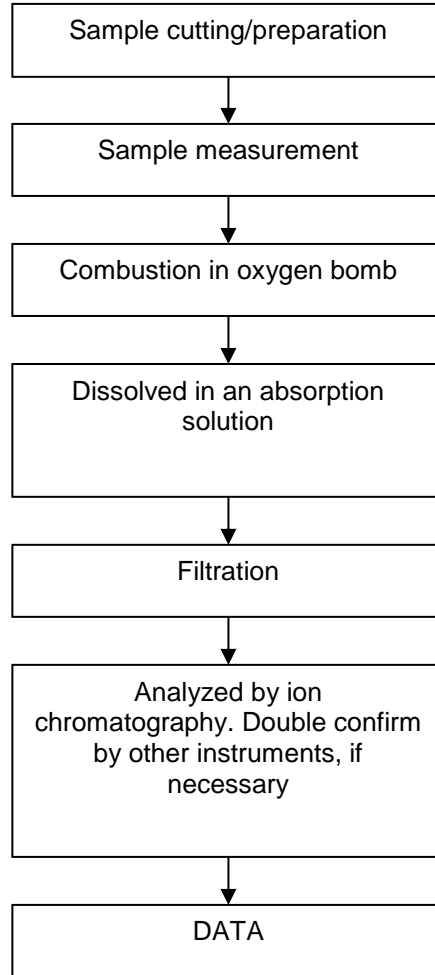 Sample cutting/preparation
Sample measurement
Combustion in oxygen bomb
Dissolved in an absorption
solution
Filtration
Analyzed by ion
chromatography. Double confirm
by other instruments, if
necessary
DATA